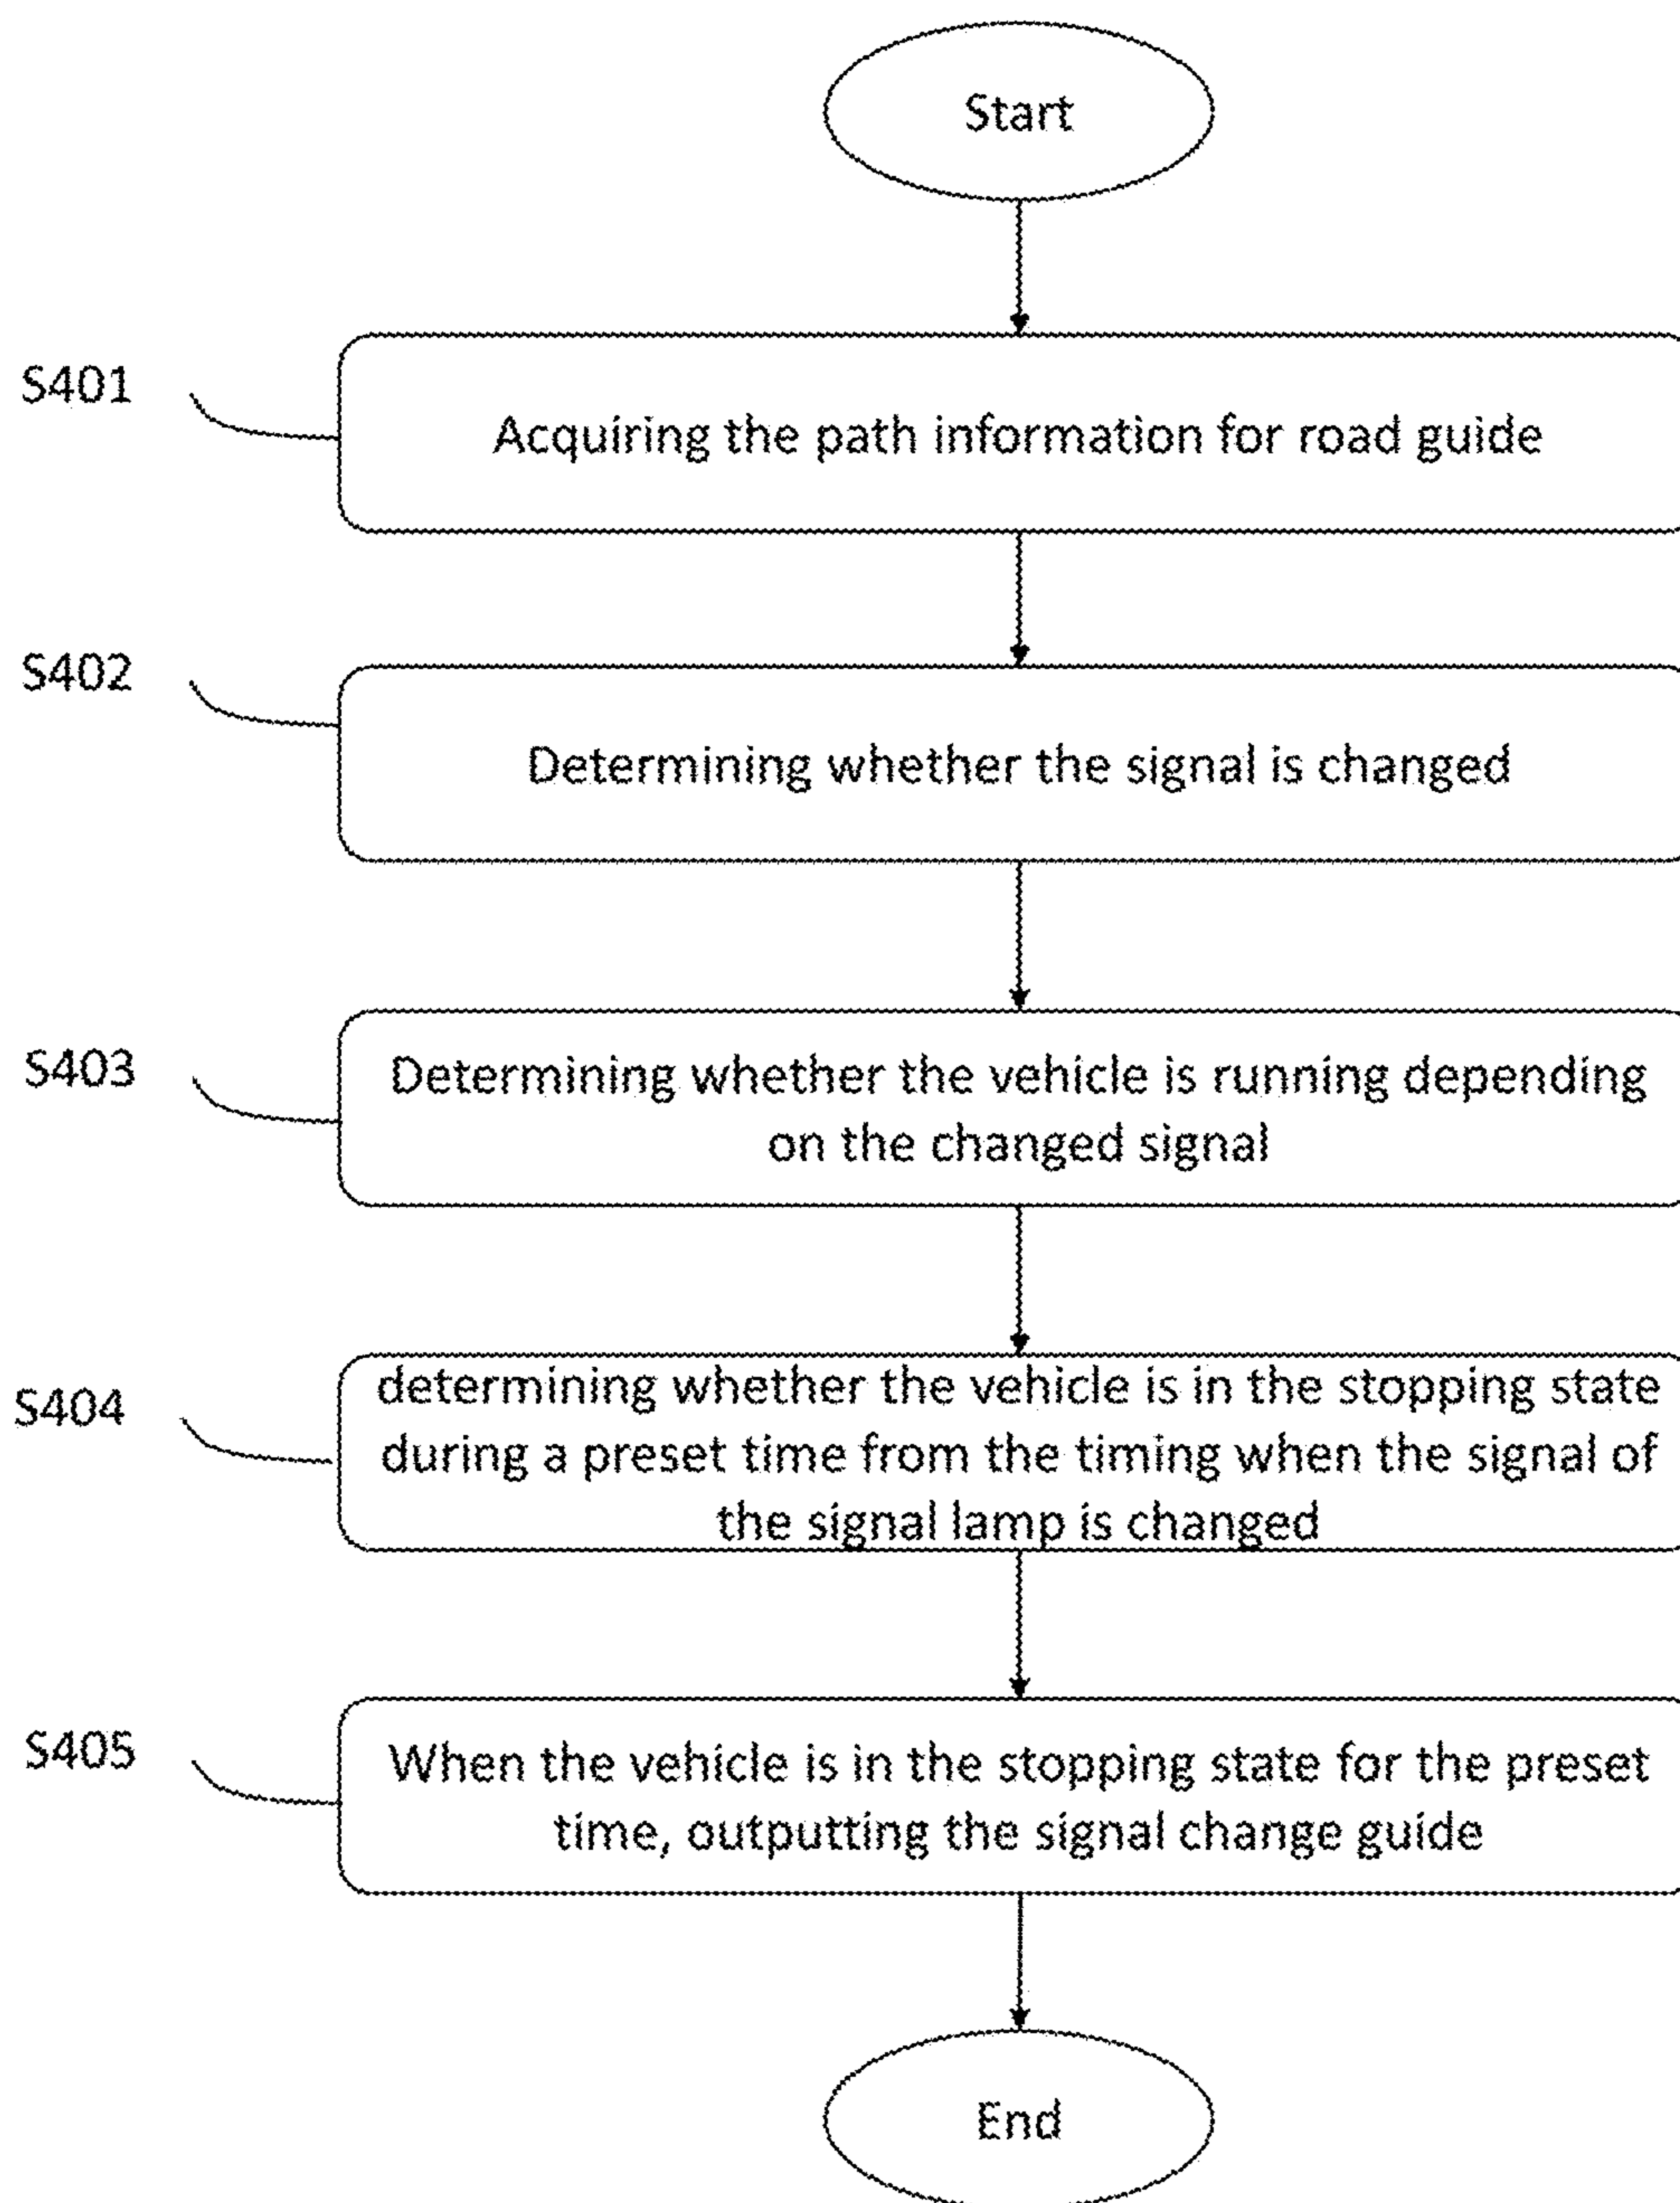 Start
S401
Acquiring the path information for road guide
S402
Determining whether the signal is changed
S403
Determining whether the vehicle is running depending
on the changed signal
S404
determining whether the vehicle is in the stopping state
during a preset time from the timing when the signal of
the signal lamp is changed
S405
When the vehicle is in the stopping state for the preset
time, outputting the signal change guide
End